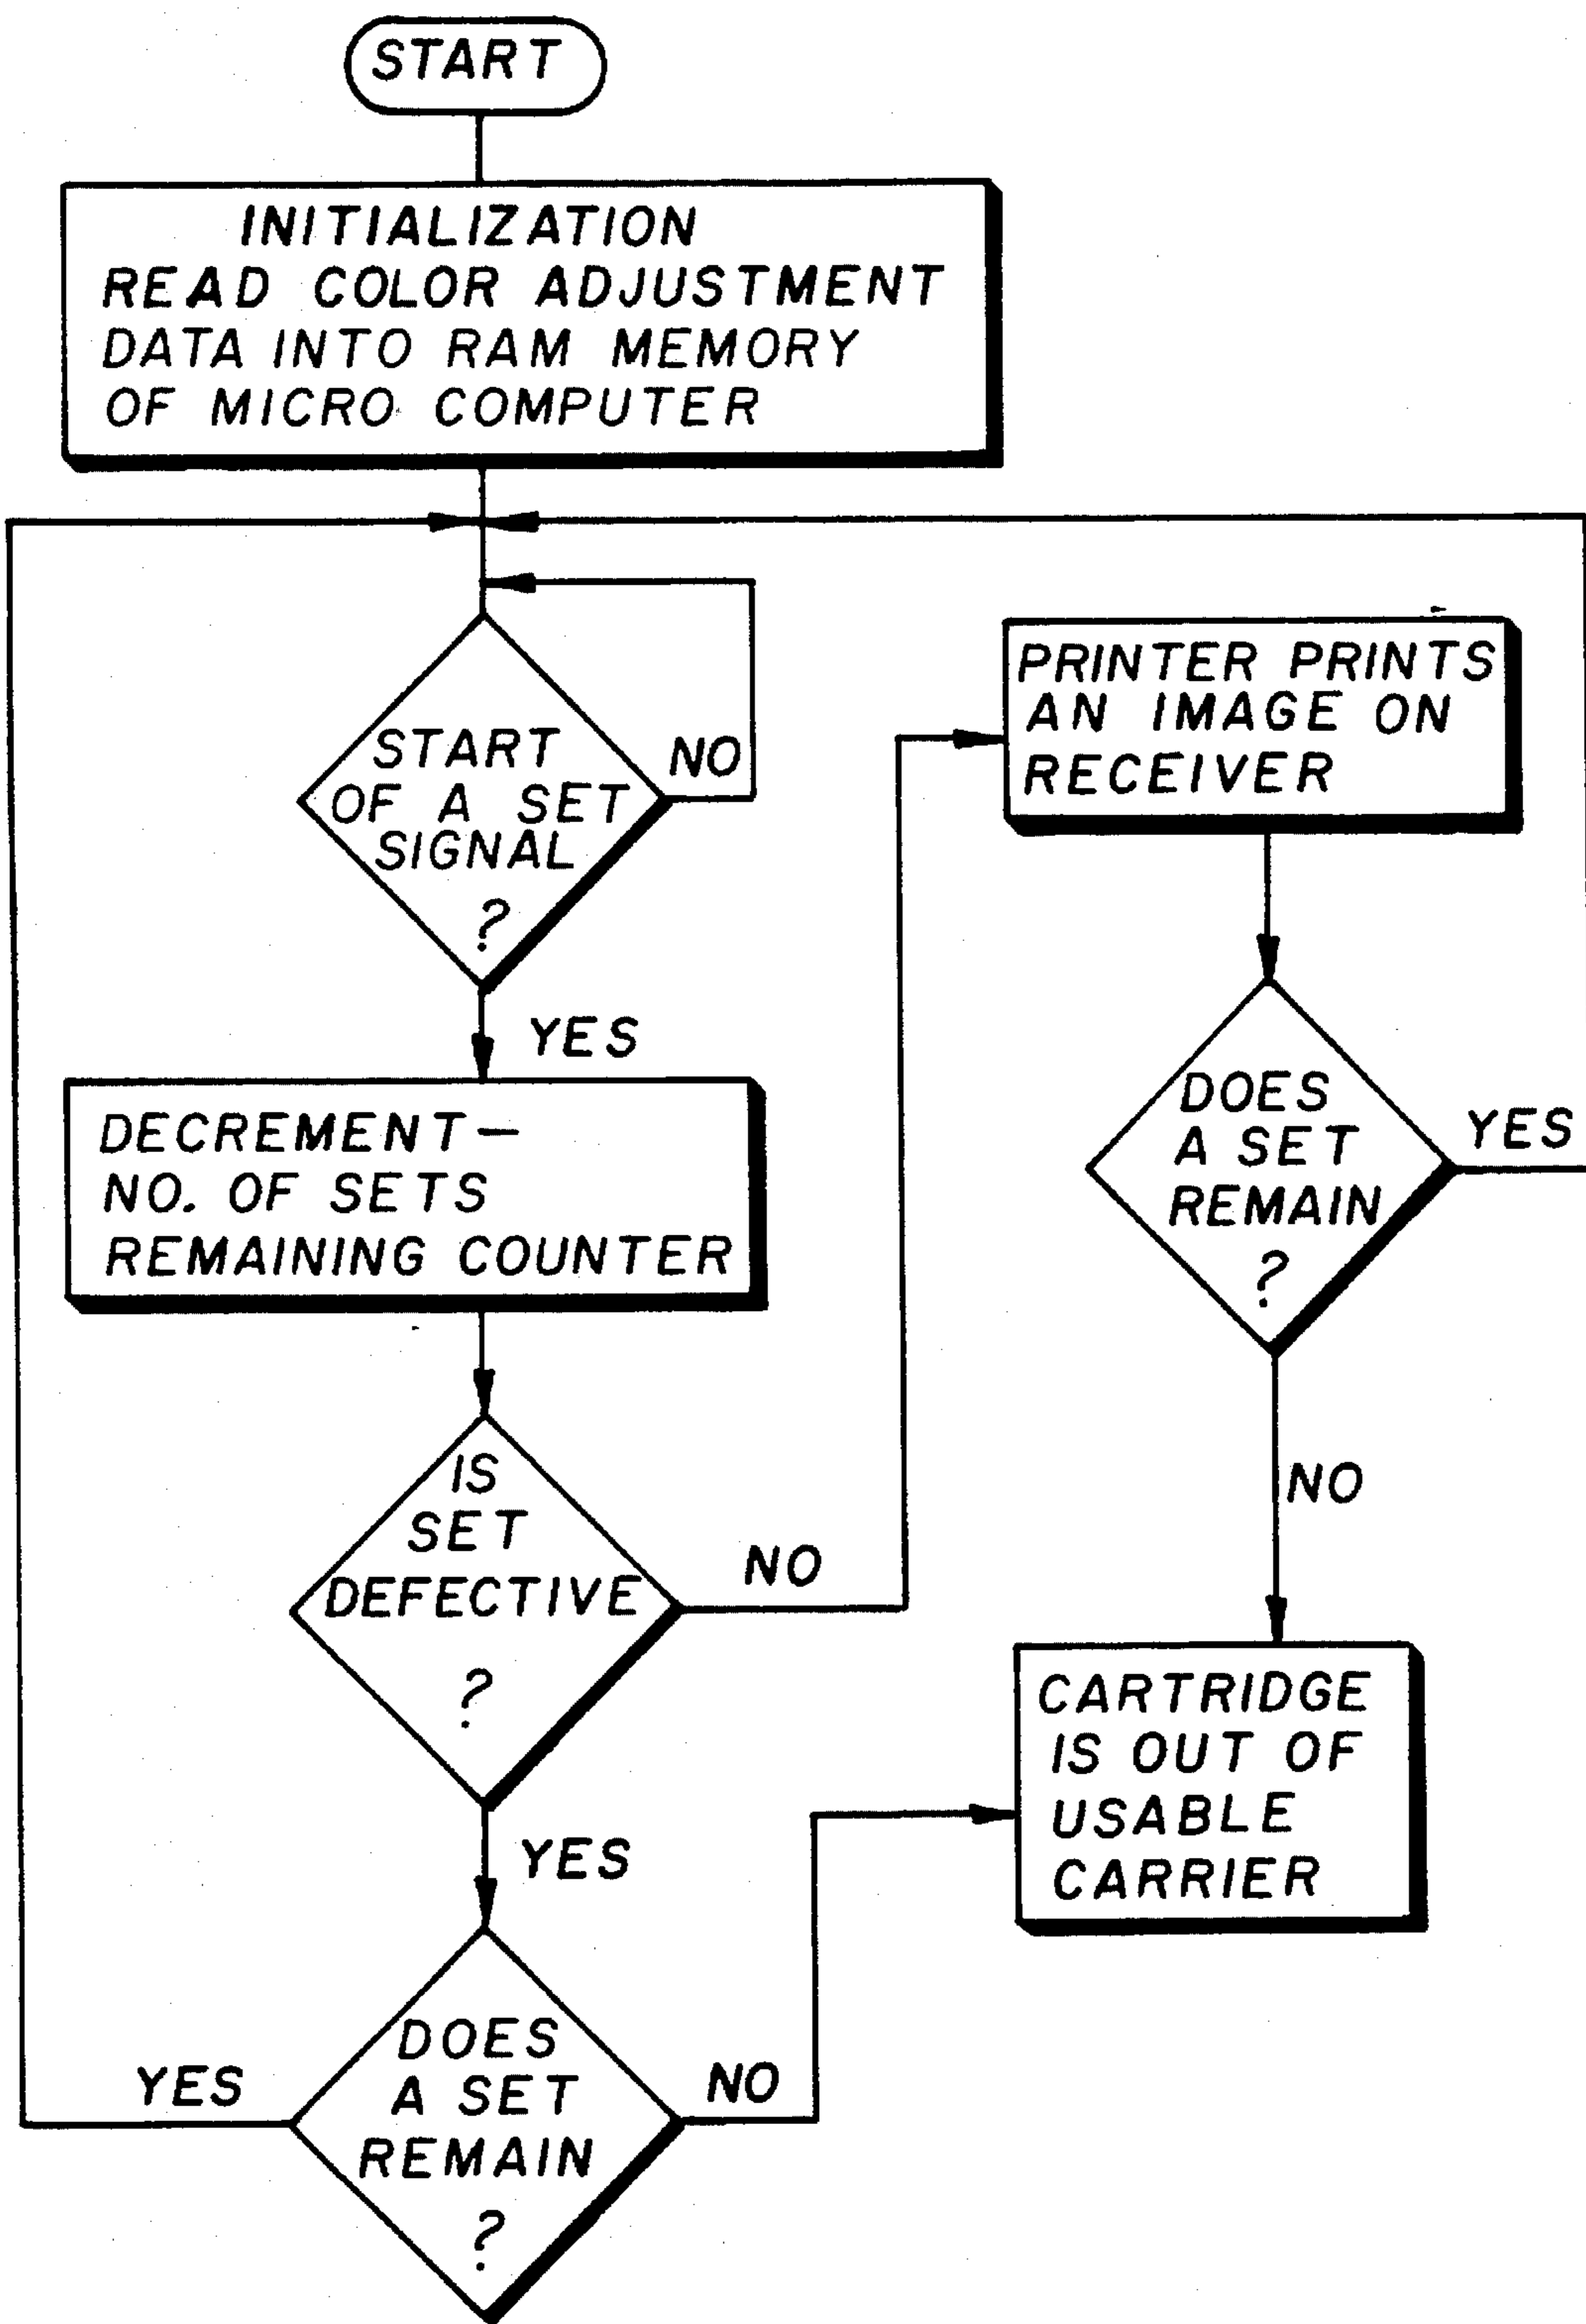 START
INITIALIZATION
READ COLOR ADJUSTMENT
DATA INTO RAM MEMORY
OF MICRO COMPUTER
START
OF A SET
SIGNAL
?
NO
YES
DECREMENT—
NO. OF SETS
REMAINING COUNTER
IS
SET
DEFECTIVE
?
NO
YES
DOES
A SET
REMAIN
?
YES
NO
PRINTER PRINTS
AN IMAGE ON
RECEIVER
DOES
A SET
REMAIN
?
YES
NO
CARTRIDGE
IS OUT OF
USABLE
CARRIER